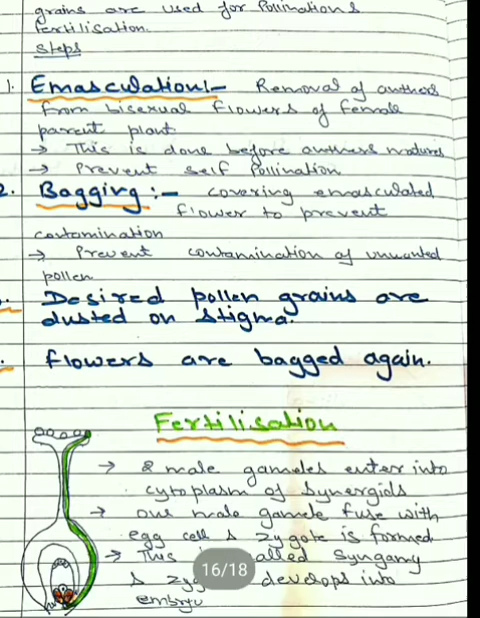 grains are used for Pollination &
Fertilisation.
Steps
1. Emasculation:- Removal of anthers
from bisexual flowers of female
parent plant
→ This is done before anthers matures
→ Prevent self Pollination
2. Bagging:- covering emasculated
flower to prevent
contamination
→ Prevent contamination of unwanted
pollen
Desired pollen grains are
dusted on stigma.
flowers are bagged again.
Fertilisation
→ 2 male gametes enter into
cytoplasm of synergids
→ one male gamete fuse with
egg cell & zygote is formed
→ This called syngamy
& develops into
embryo
16/18